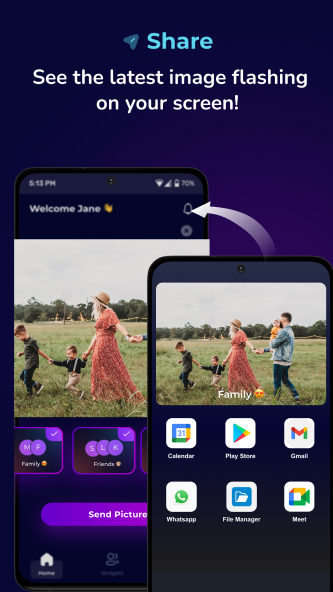 Share
See the latest image flashing
on your screen!
5:13 PM
70%
Welcome Jane 👋
Family 😍
31
Calendar
Play Store
Gmail
M F
Family 😍
S L K
Friends
Send Picture
Whatsapp
File Manager
Meet
Home
Widgets